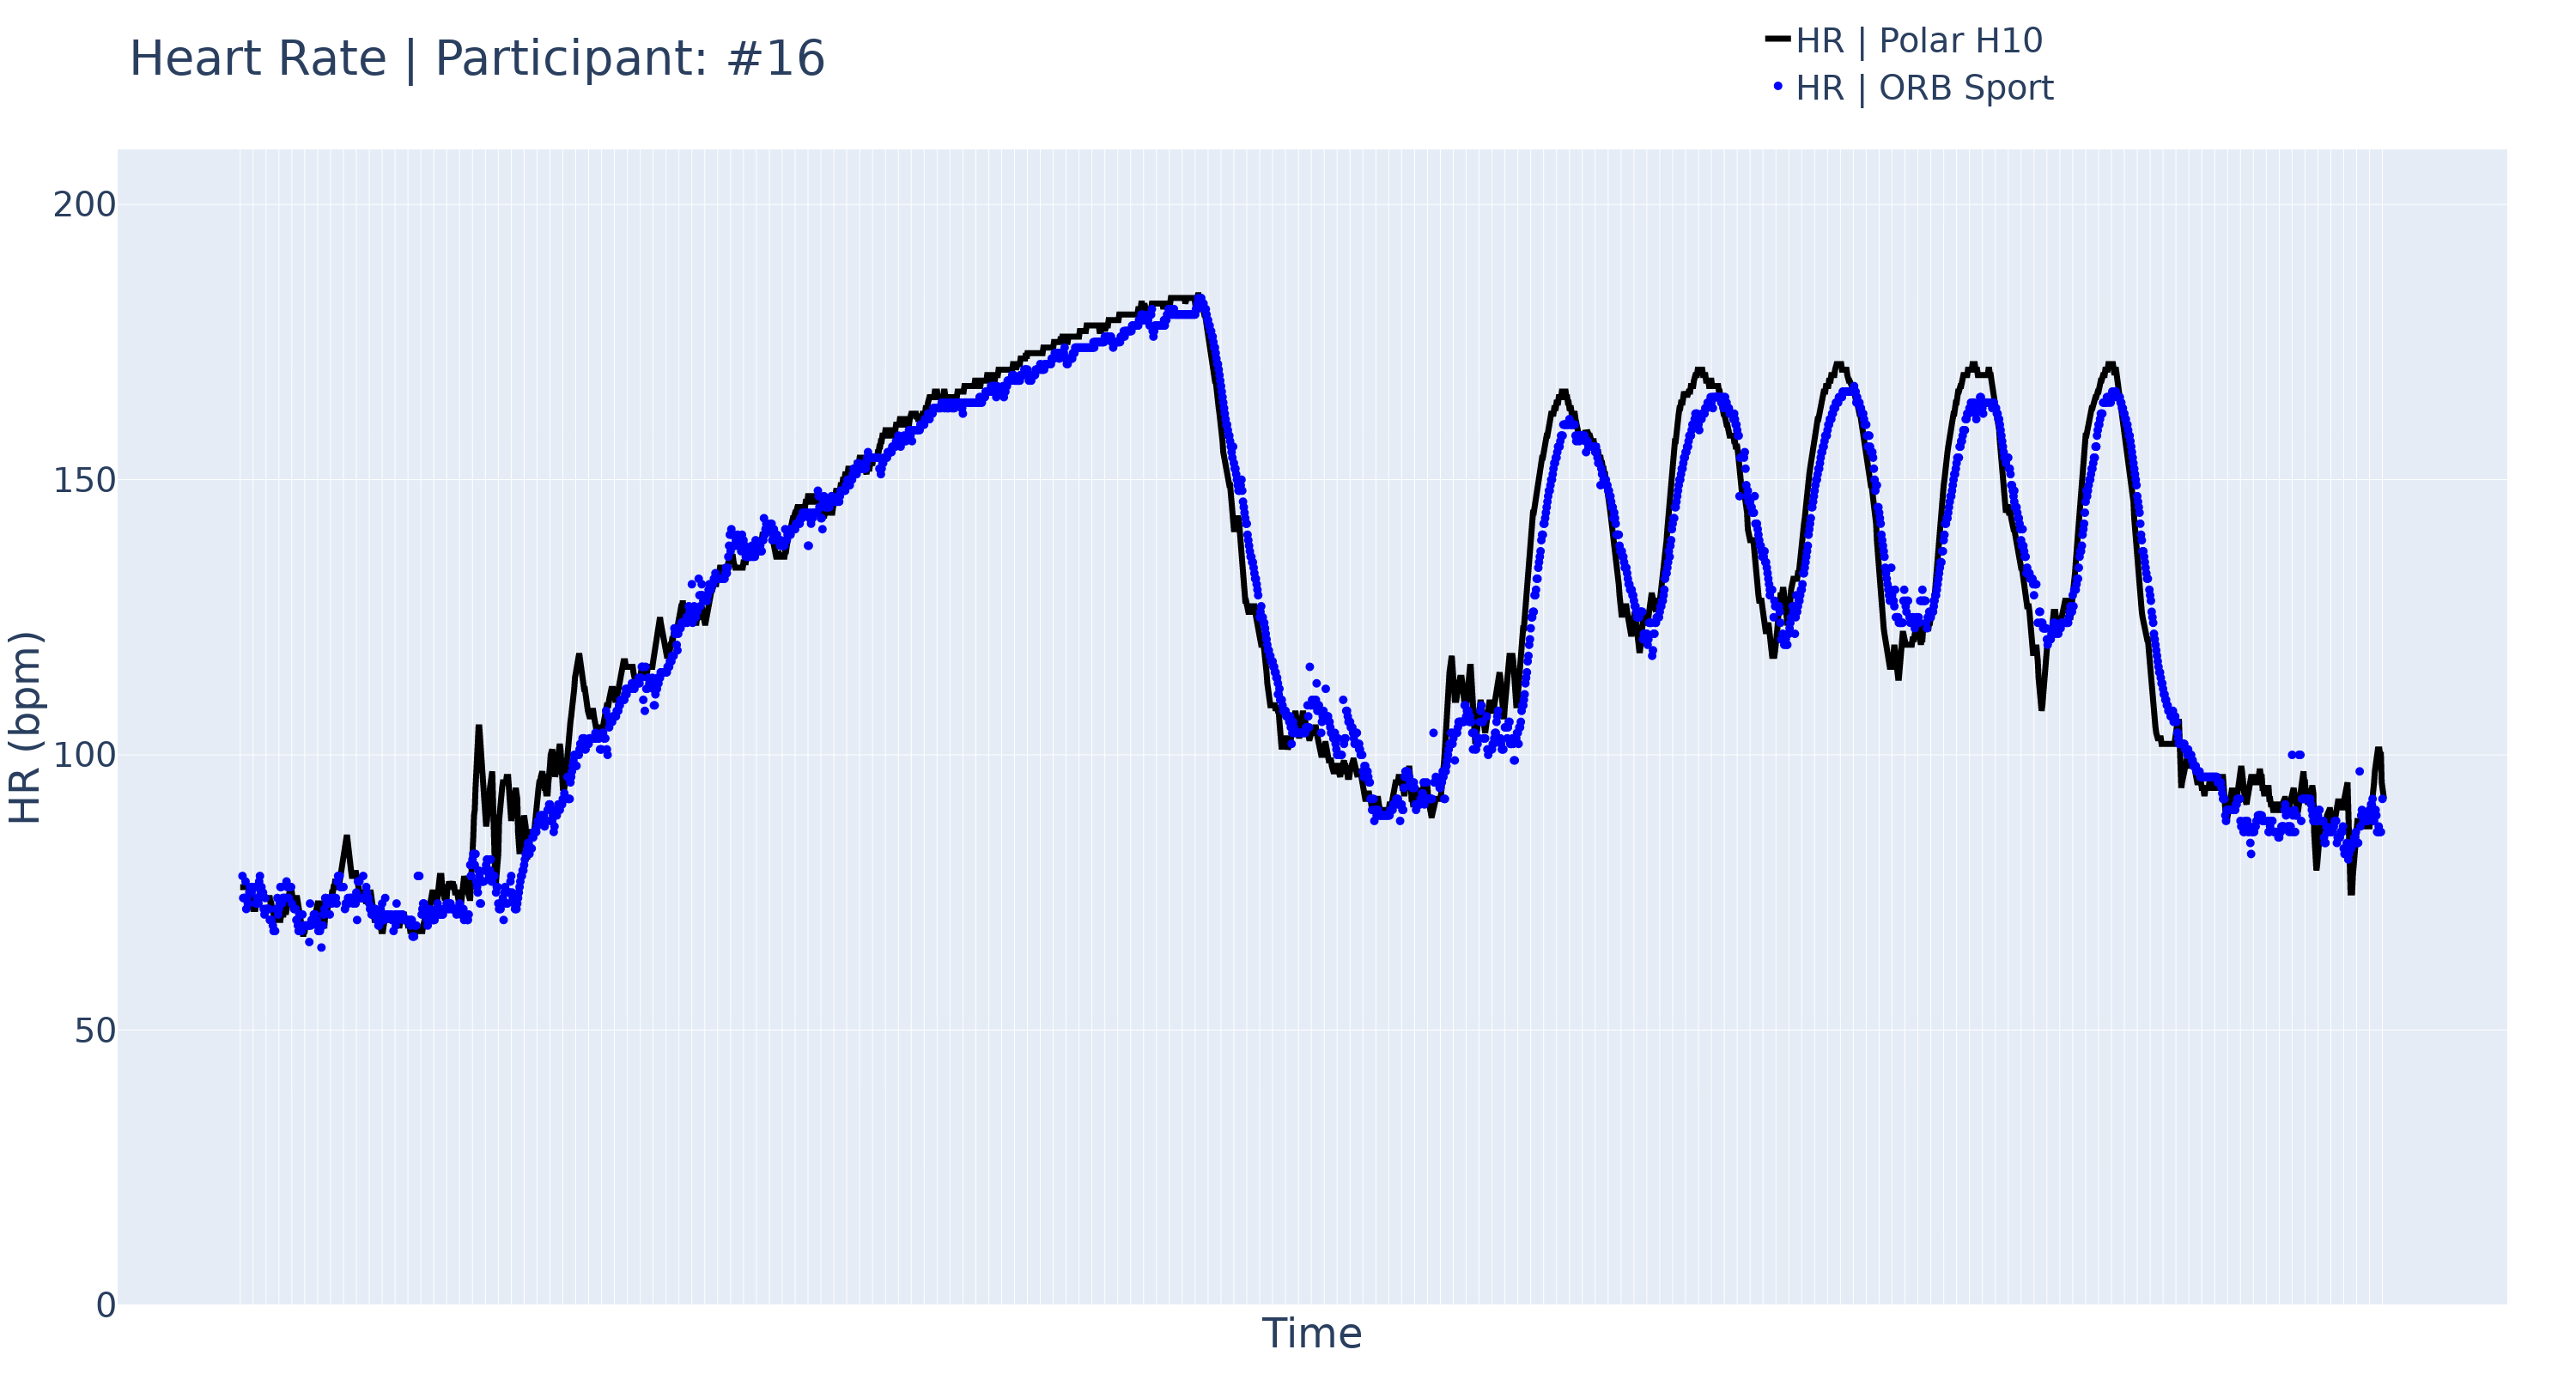 Heart Rate | Participant: #16
HR | Polar H10
HR | ORB Sport
200
150
100
50
0
HR (bpm)
Time